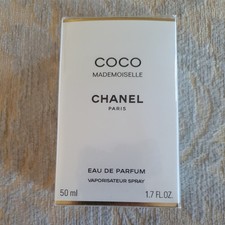 COCO
MADEMOISELLE
CHANEL
PARIS
EAU DE PARFUM
VAPORISATEUR SPRAY
50 ml 1.7 FL.OZ.